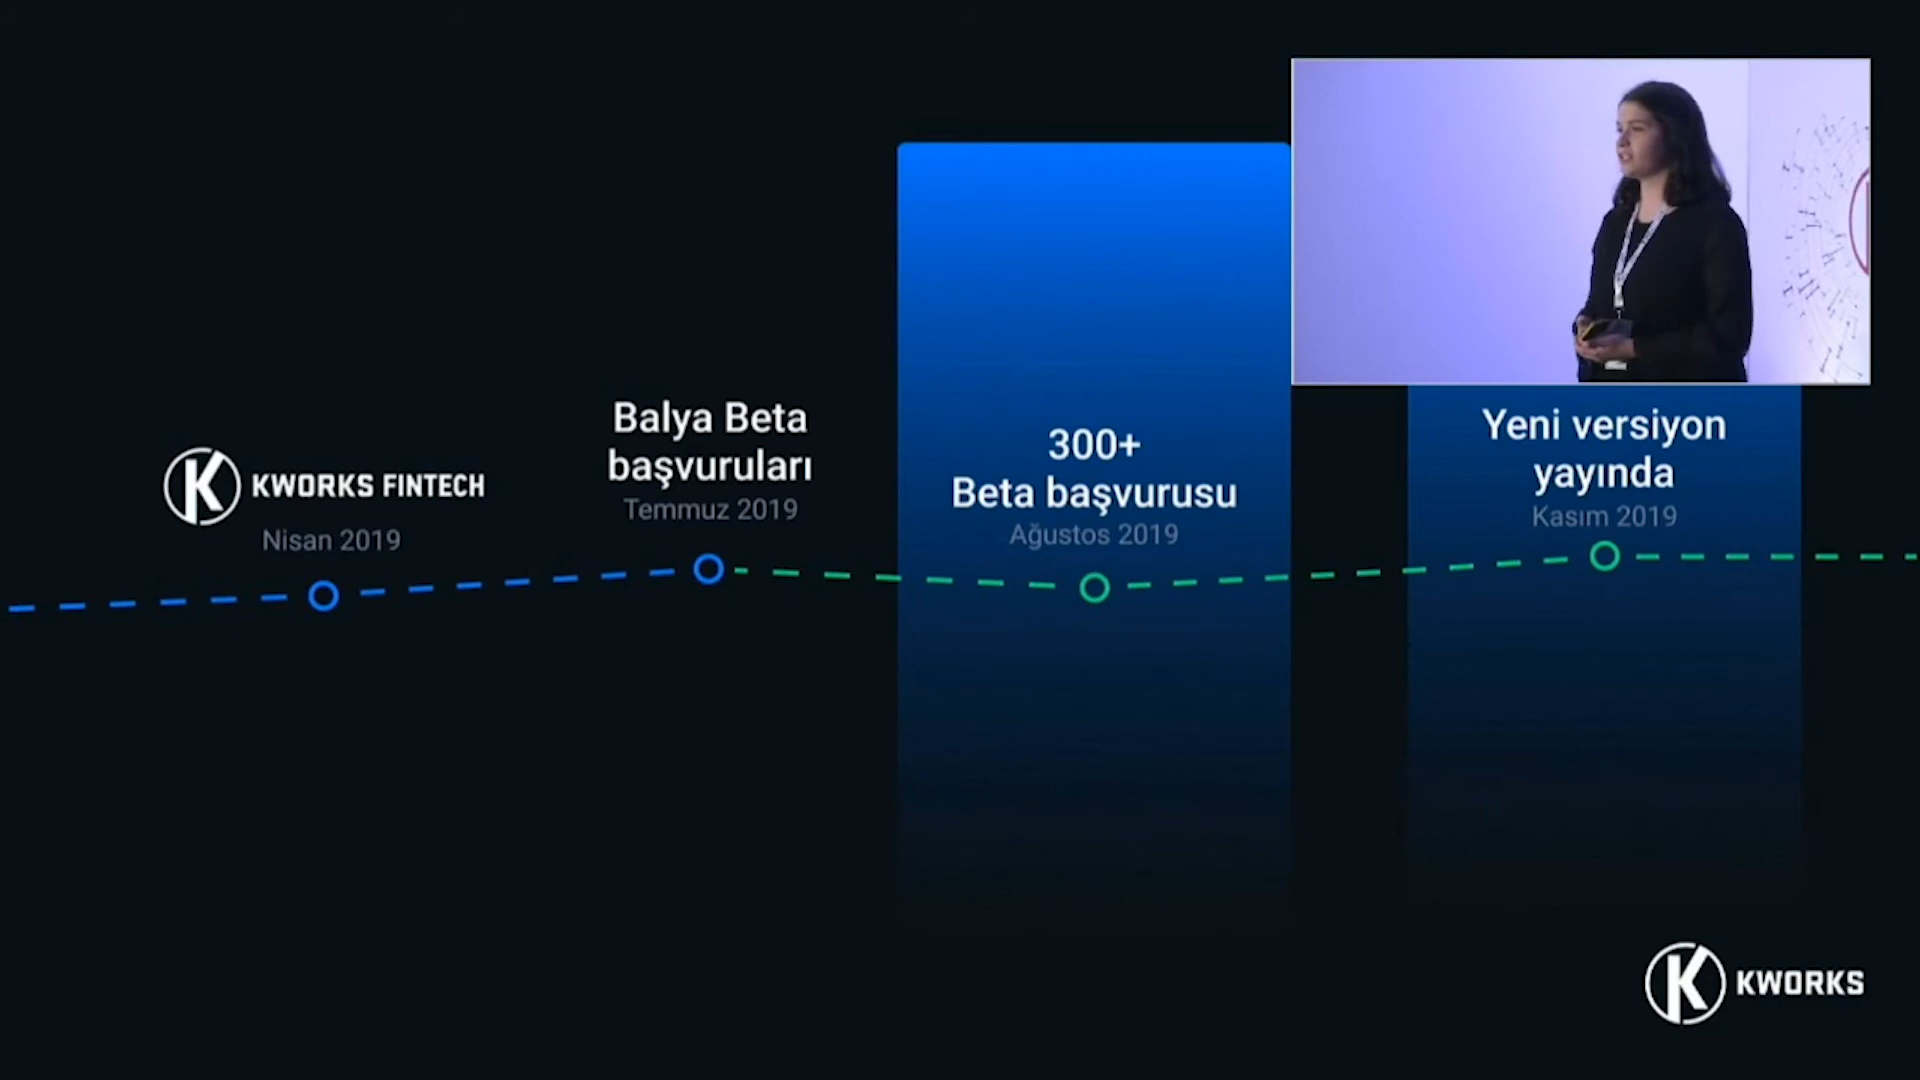 KWORKS FINTECH
Nisan 2019
Balya Beta
başvuruları
Temmuz 2019
300+
Beta başvurusu
Ağustos 2019
Yeni versiyon
yayında
Kasım 2019
KWORKS